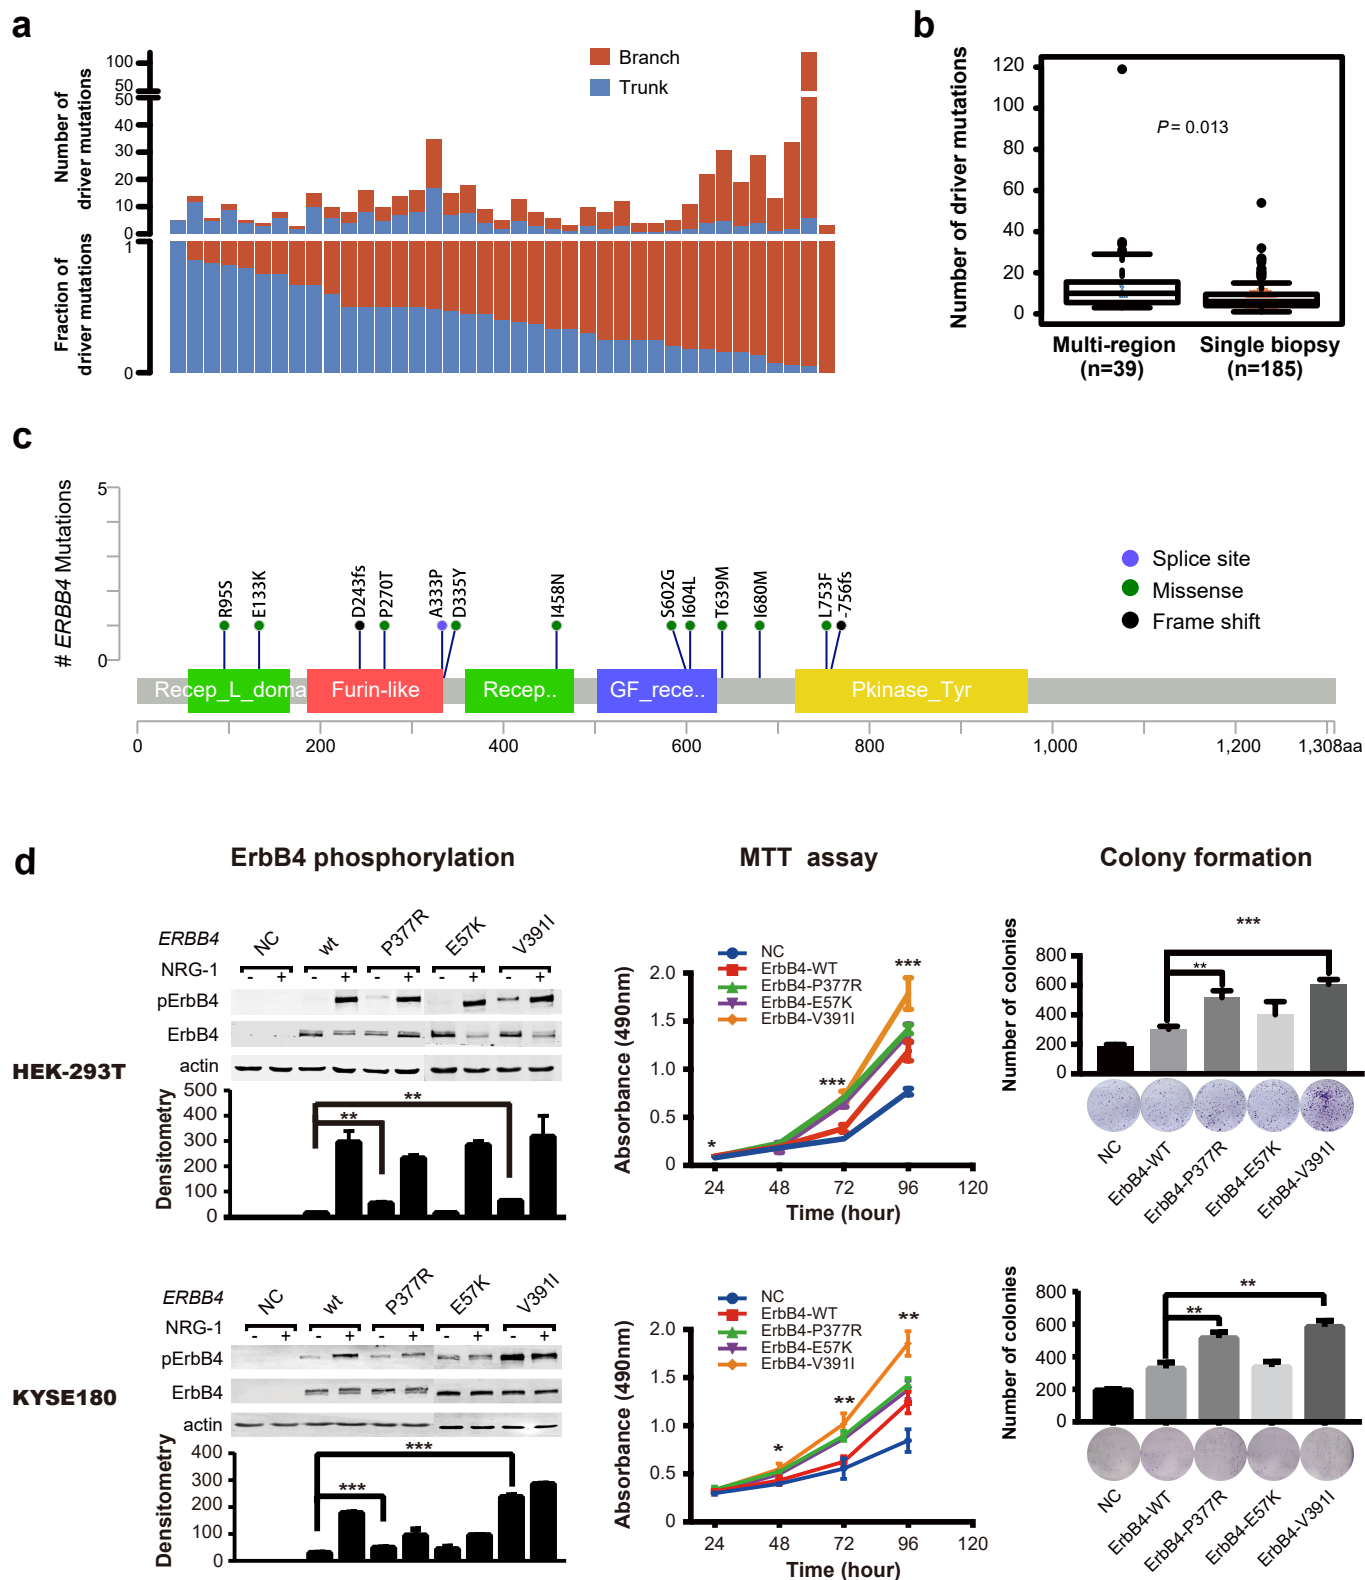 a
Number of
driver mutations
100
50
50
40
30
20
10
0
Branch
Trunk
Fraction of
driver mutations
1
0
b
Number of driver mutations
120
100
80
60
40
20
0
P = 0.013
Multi-region
(n=39)
Single biopsy
(n=185)
c
# ERBB4 Mutations
5
0
R95S
E133K
D243fs
P270T
A333P
D335Y
I458N
S602G
I604L
T639M
I680M
L753F
-756fs
Splice site
Missense
Frame shift
Recep_L_doma
Furin-like
Recep..
GF_rece..
Pkinase_Tyr
0
200
400
600
800
1,000
1,200
1,308aa
d
ErbB4 phosphorylation
MTT assay
Colony formation
HEK-293T
ERBB4
NC
wt
P377R
E57K
V391I
NRG-1
- + - + - + - + - +
pErbB4
ErbB4
actin
Densitometry
500
400
300
200
100
0
**
**
Absorbance (490nm)
2.0
1.5
1.0
0.5
0
NC
ErbB4-WT
ErbB4-P377R
ErbB4-E57K
ErbB4-V391I
*
***
***
24 48 72 96 120
Time (hour)
Number of colonies
800
600
400
200
0
**
***
NC
ErbB4-WT
ErbB4-P377R
ErbB4-E57K
ErbB4-V391I
KYSE180
ERBB4
NC
wt
P377R
E57K
V391I
NRG-1
- + - + - + - + - +
pErbB4
ErbB4
actin
Densitometry
400
300
200
100
0
***
***
Absorbance (490nm)
2.0
1.5
1.0
0.5
0
NC
ErbB4-WT
ErbB4-P377R
ErbB4-E57K
ErbB4-V391I
*
**
**
24 48 72 96 120
Time (hour)
Number of colonies
800
600
400
200
0
**
**
NC
ErbB4-WT
ErbB4-P377R
ErbB4-E57K
ErbB4-V391I